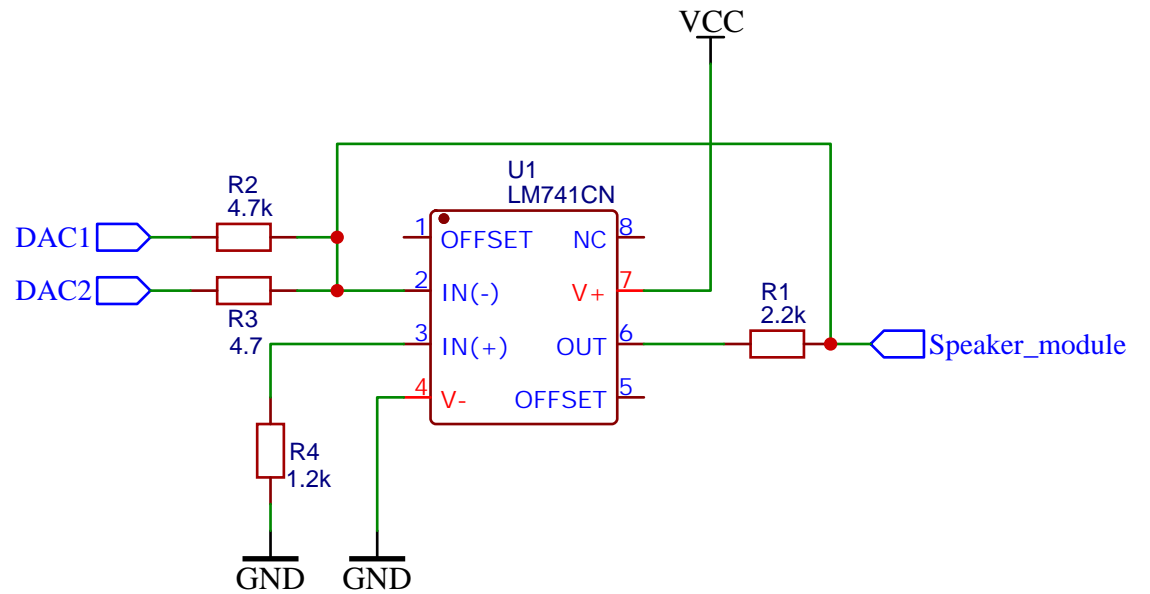 VCC
U1
LM741CN
R2
4.7k
DAC1
1
OFFSET
NC
8
DAC2
2
IN(-)
V+
7
R1
2.2k
R3
4.7
3
IN(+)
OUT
6
Speaker_module
4
V-
OFFSET
5
R4
1.2k
GND
GND